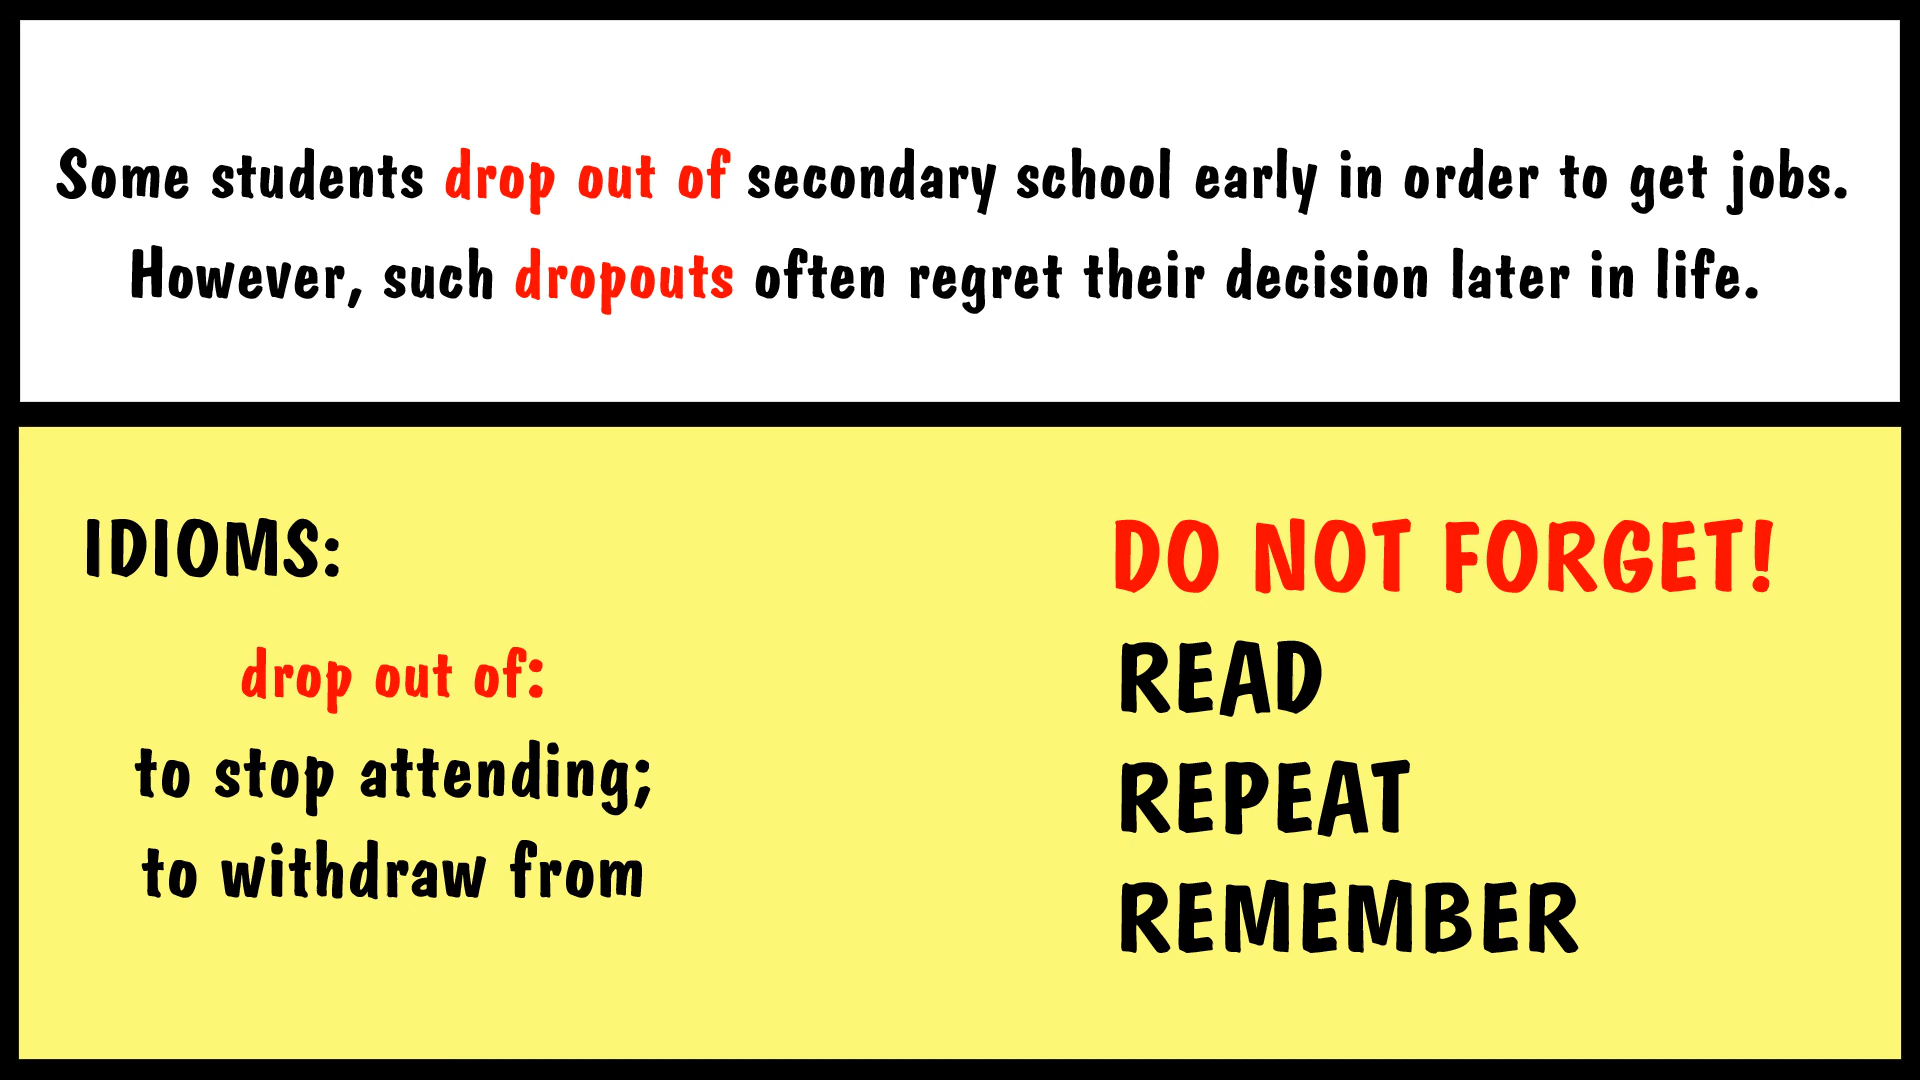 Some students drop out of secondary school early in order to get jobs.
However, such dropouts often regret their decision later in life.
IDIOMS:
drop out of:
to stop attending;
to withdraw from
DO NOT FORGET!
READ
REPEAT
REMEMBER